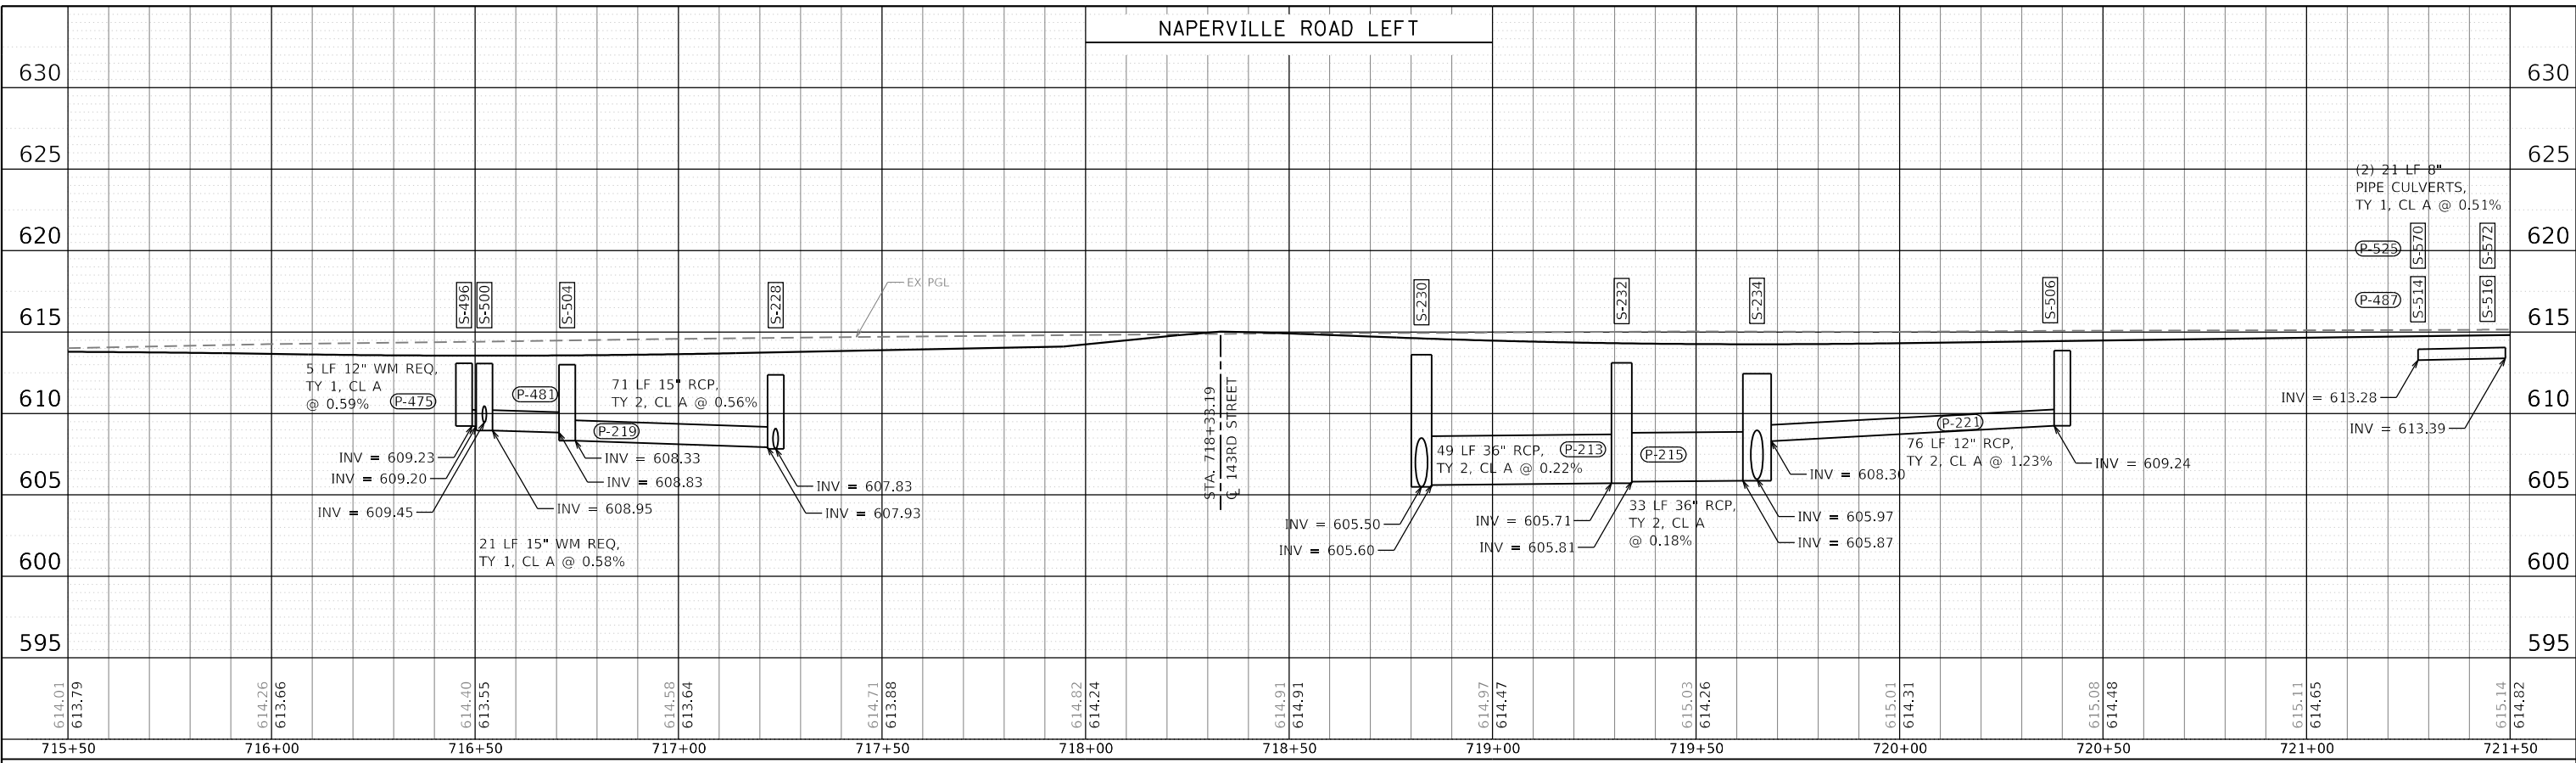 NAPERVILLE ROAD LEFT
630
630
625
625
(2) 21 LF 8"
PIPE CULVERTS,
TY 1, CL A @ 0.51%
620
620
P-525
S-570
S-572
P-487
S-514
S-516
S-496
S-500
S-504
S-228
EX PGL
S-230
S-232
S-234
S-506
615
615
5 LF 12" WM REQ,
TY 1, CL A
@ 0.59%
P-475
P-481
71 LF 15" RCP,
TY 2, CL A @ 0.56%
P-219
610
610
STA. 718+33.19
℄ 143RD STREET
INV = 613.28
INV = 613.39
INV = 609.23
INV = 609.20
INV = 609.45
INV = 608.33
INV = 608.83
INV = 608.95
INV = 607.83
INV = 607.93
49 LF 36" RCP,
TY 2, CL A @ 0.22%
P-213
P-215
P-221
76 LF 12" RCP,
TY 2, CL A @ 1.23%
INV = 608.30
INV = 609.24
605
605
INV = 605.50
INV = 605.60
INV = 605.71
INV = 605.81
33 LF 36" RCP,
TY 2, CL A
@ 0.18%
INV = 605.97
INV = 605.87
21 LF 15" WM REQ,
TY 1, CL A @ 0.58%
600
600
595
595
614.01
613.79
614.26
613.66
614.40
613.55
614.58
613.64
614.71
613.88
614.82
614.24
614.91
614.91
614.97
614.47
615.03
614.26
615.01
614.31
615.08
614.48
615.11
614.65
615.14
614.82
715+50
716+00
716+50
717+00
717+50
718+00
718+50
719+00
719+50
720+00
720+50
721+00
721+50